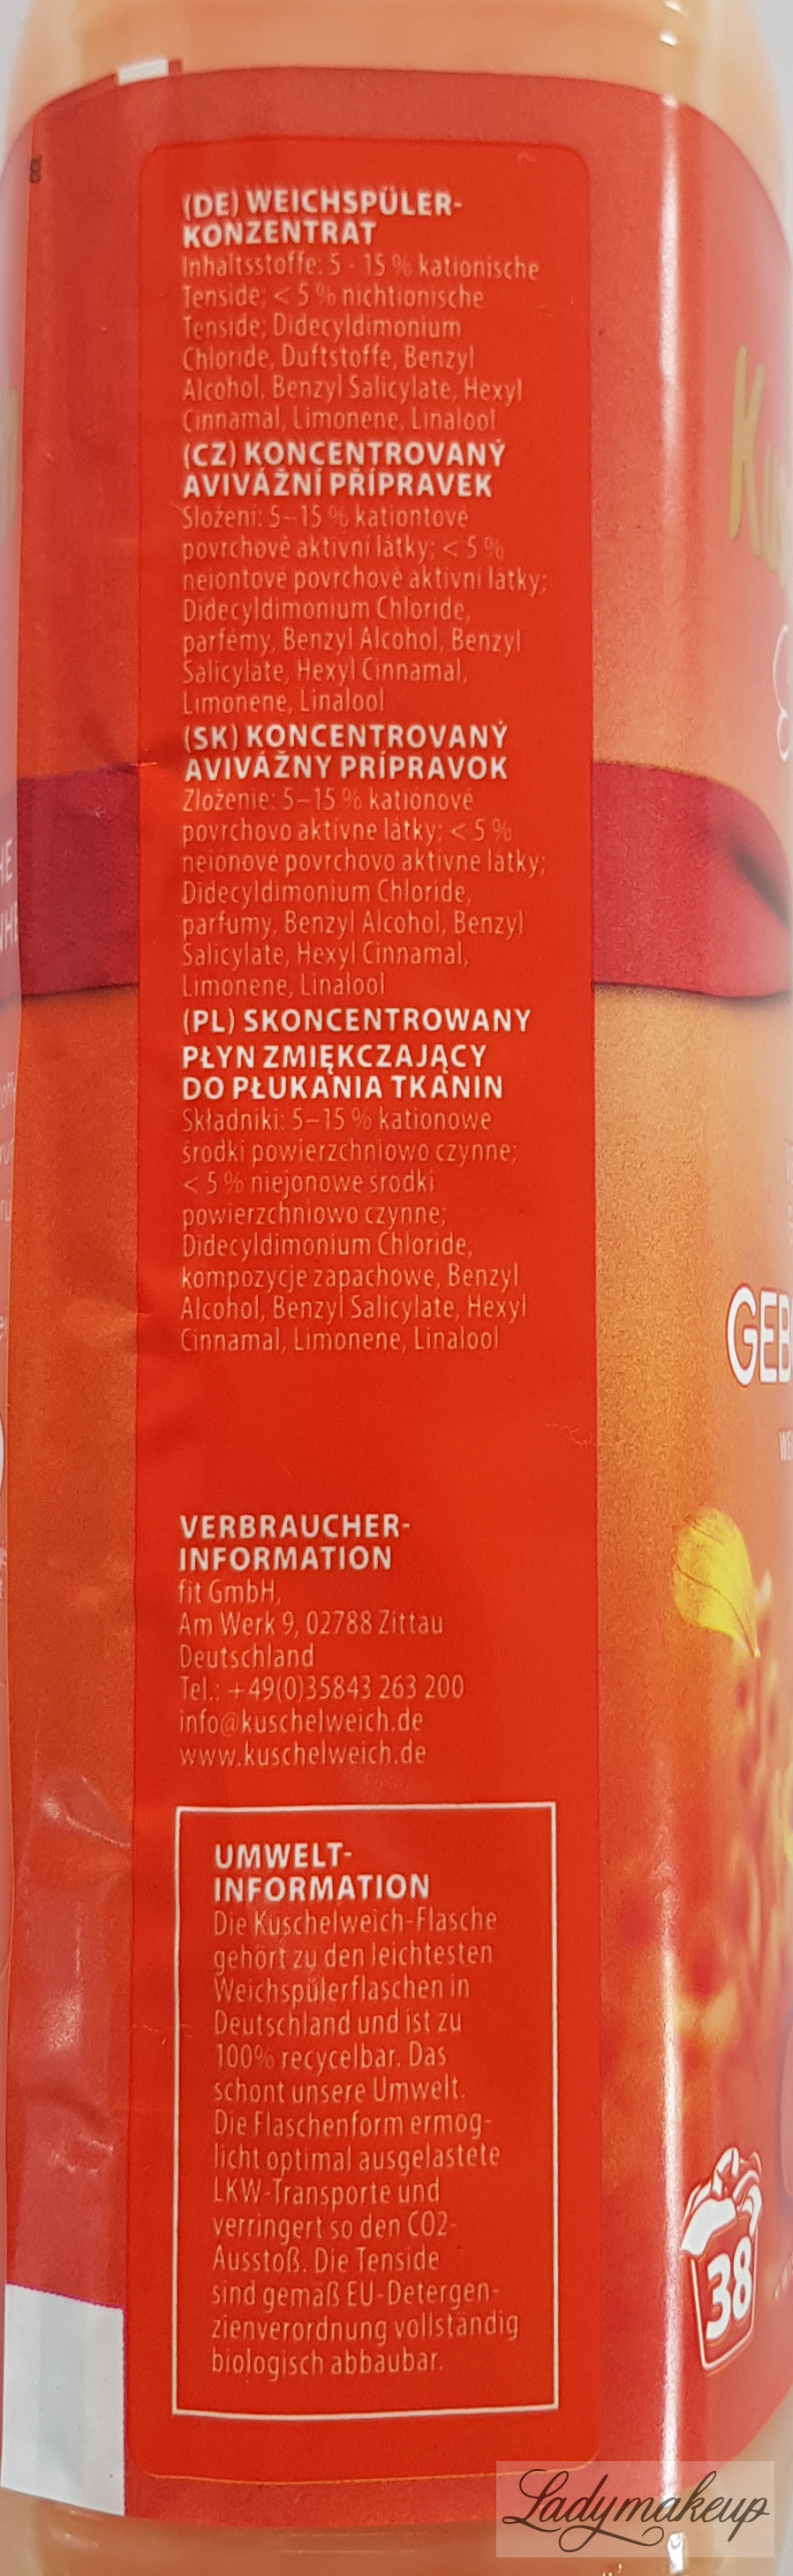 (DE) WEICHSPÜLER-
KONZENTRAT
Inhaltsstoffe: 5 - 15 % kationische
Tenside; < 5 % nichtionische
Tenside; Didecyldimonium
Chloride, Duftstoffe, Benzyl
Alcohol, Benzyl Salicylate, Hexyl
Cinnamal, Limonene, Linalool
(CZ) KONCENTROVANÝ
AVIVÁŽNÍ PŘÍPRAVEK
Složení: 5–15 % kationtové
povrchově aktivní látky; < 5 %
neiontové povrchově aktivní látky;
Didecyldimonium Chloride,
parfémy, Benzyl Alcohol, Benzyl
Salicylate, Hexyl Cinnamal,
Limonene, Linalool
(SK) KONCENTROVANÝ
AVIVÁŽNY PRÍPRAVOK
Zloženie: 5–15 % katiónové
povrchovo aktívne látky; < 5 %
neiónové povrchovo aktívne látky;
Didecyldimonium Chloride,
parfumy, Benzyl Alcohol, Benzyl
Salicylate, Hexyl Cinnamal,
Limonene, Linalool
(PL) SKONCENTROWANY
PŁYN ZMIĘKCZAJĄCY
DO PŁUKANIA TKANIN
Składniki: 5–15 % kationowe
środki powierzchniowo czynne;
< 5 % niejonowe środki
powierzchniowo czynne;
Didecyldimonium Chloride,
kompozycje zapachowe, Benzyl
Alcohol, Benzyl Salicylate, Hexyl
Cinnamal, Limonene, Linalool
VERBRAUCHER-
INFORMATION
fit GmbH,
Am Werk 9, 02788 Zittau
Deutschland
Tel.: +49(0)35843 263 200
info@kuschelweich.de
www.kuschelweich.de
UMWELT-
INFORMATION
Die Kuschelweich-Flasche
gehört zu den leichtesten
Weichspülerflaschen in
Deutschland und ist zu
100% recycelbar. Das
schont unsere Umwelt.
Die Flaschenform ermög-
licht optimal ausgelastete
LKW-Transporte und
verringert so den CO2-
Ausstoß. Die Tenside
sind gemäß EU-Detergen-
zienverordnung vollständig
biologisch abbaubar.
GEB
38
Ladymakeup